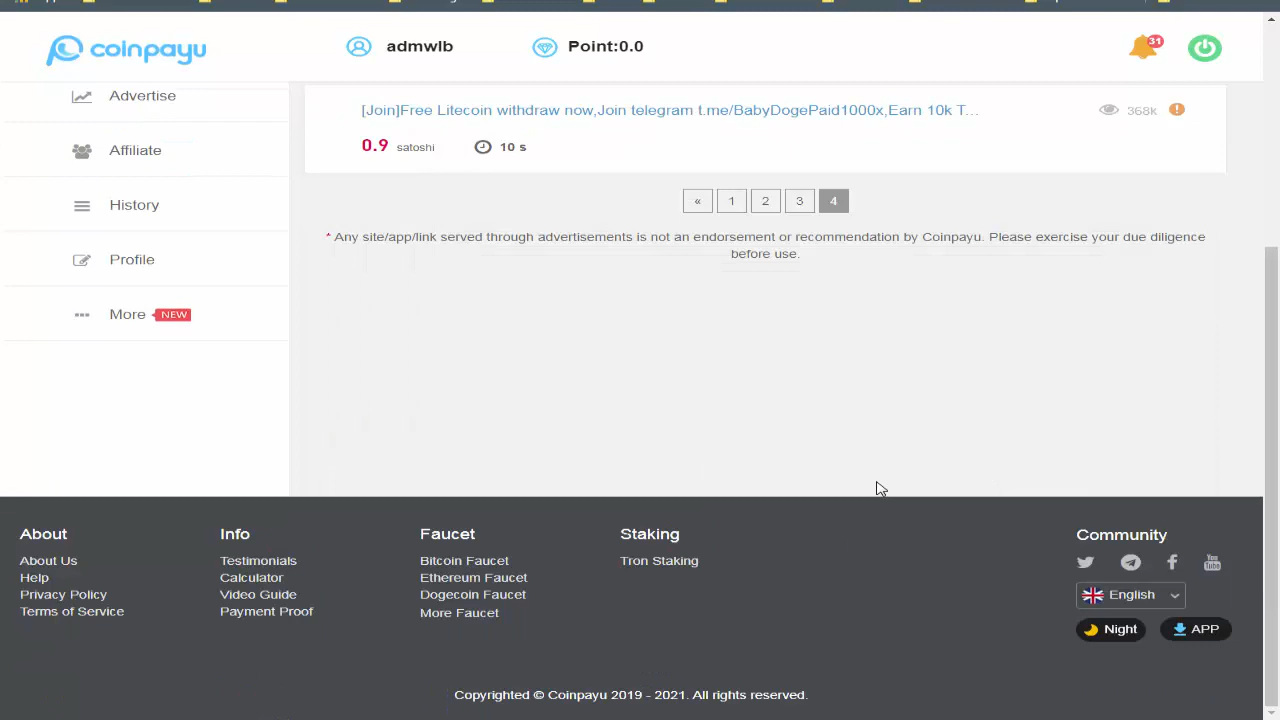 coinpayu
admwlb
Point:0.0
31
Advertise
Affiliate
History
Profile
More NEW
[Join]Free Litecoin withdraw now,Join telegram t.me/BabyDogePaid1000x,Earn 10k T...
368k
0.9 satoshi
10 s
« 1 2 3 4
* Any site/app/link served through advertisements is not an endorsement or recommendation by Coinpayu. Please exercise your due diligence
before use.
About
About Us
Help
Privacy Policy
Terms of Service
Info
Testimonials
Calculator
Video Guide
Payment Proof
Faucet
Bitcoin Faucet
Ethereum Faucet
Dogecoin Faucet
More Faucet
Staking
Tron Staking
Community
You Tube
English
Night
APP
Copyrighted © Coinpayu 2019 - 2021. All rights reserved.